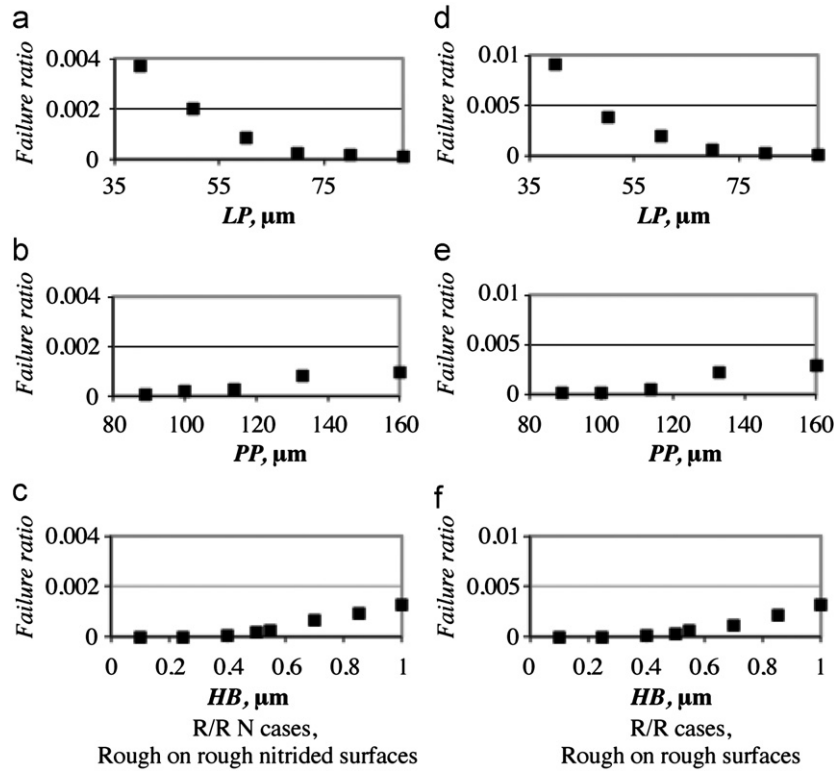 a
Failure ratio
0.004
0.002
0
35
55
75
LP, µm
b
Failure ratio
0.004
0.002
0
80
100
120
140
160
PP, µm
c
Failure ratio
0.004
0.002
0
0
0.2
0.4
0.6
0.8
1
HB, µm
R/R N cases,
Rough on rough nitrided surfaces
d
Failure ratio
0.01
0.005
0
35
55
75
LP, µm
e
Failure ratio
0.01
0.005
0
80
100
120
140
160
PP, µm
f
Failure ratio
0.01
0.005
0
0
0.2
0.4
0.6
0.8
1
HB, µm
R/R cases,
Rough on rough surfaces